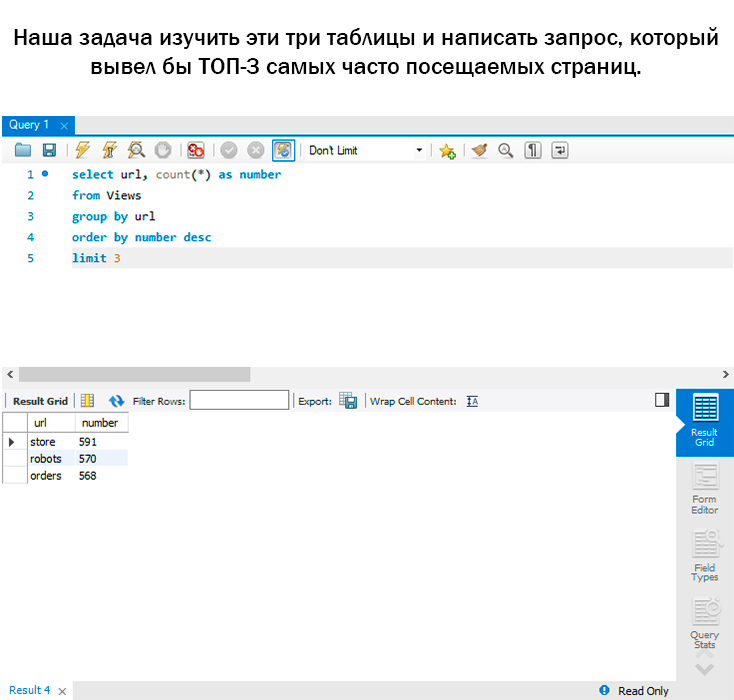 Наша задача изучить эти три таблицы и написать запрос, который
вывел бы ТОП-3 самых часто посещаемых страниц.
Query 1
Don't Limit
1 select url, count(*) as number
2 from Views
3 group by url
4 order by number desc
5 limit 3
Result Grid Filter Rows: Export: Wrap Cell Content:
url number
store 591
robots 570
orders 568
Result
Grid
Form
Editor
Field
Types
Query
Stats
Result 4 Read Only